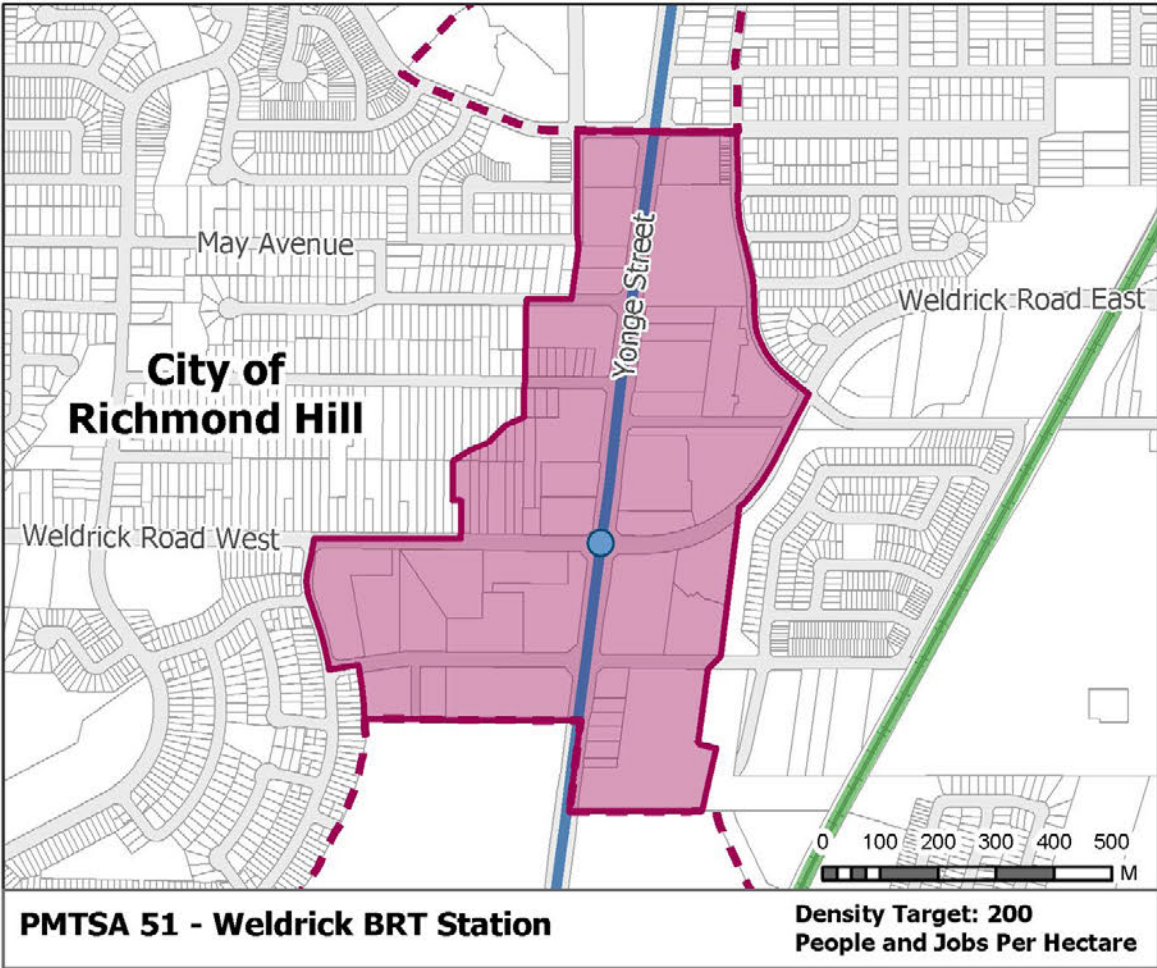 May Avenue
Yonge Street
Weldrick Road East
City of
Richmond Hill
Weldrick Road West
0 100 200 300 400 500
M
PMTSA 51 - Weldrick BRT Station
Density Target: 200
People and Jobs Per Hectare